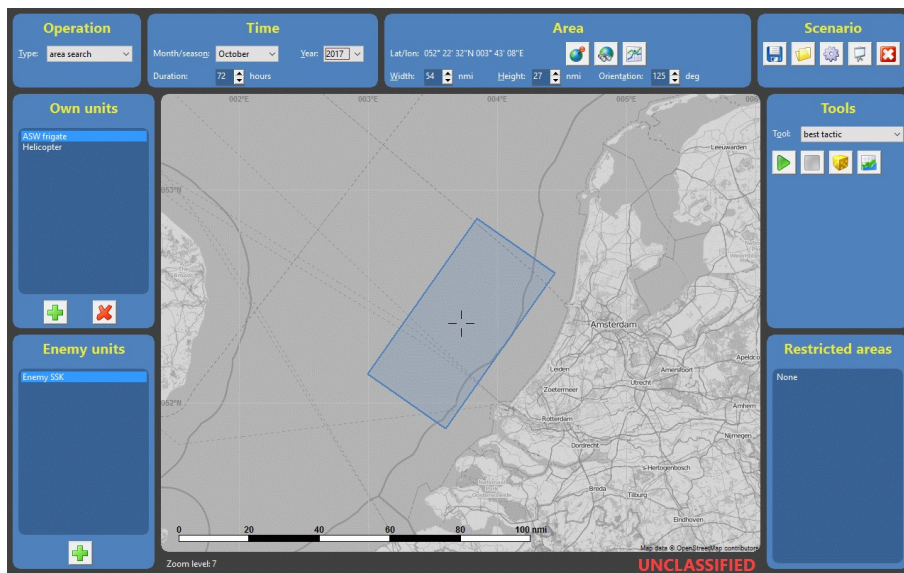 Operation
Type: area search
Time
Month/season: October Year: 2017
Duration: 72 hours
Area
Lat/lon: 052° 22' 32"N 003° 43' 08"E
Width: 54 nmi Height: 27 nmi Orientation: 125 deg
Scenario
Own units
ASW frigate
Helicopter
Enemy units
Enemy SSK
002°E 003°E 004°E 005°E
053°N
052°N
Leeuwarden
Amsterdam
Leiden
Zoetermeer
Utrecht
Amersfoort
Apeldoo
Rotterdam
Arnhem
Dordrecht
Nijmegen
's-Hertogenbosch
Breda
Tilburg
Eindhoven
0 20 40 60 80 100 nmi
Map data © OpenStreetMap contributors
Zoom level: 7
UNCLASSIFIED
Tools
Tool: best tactic
Restricted areas
None